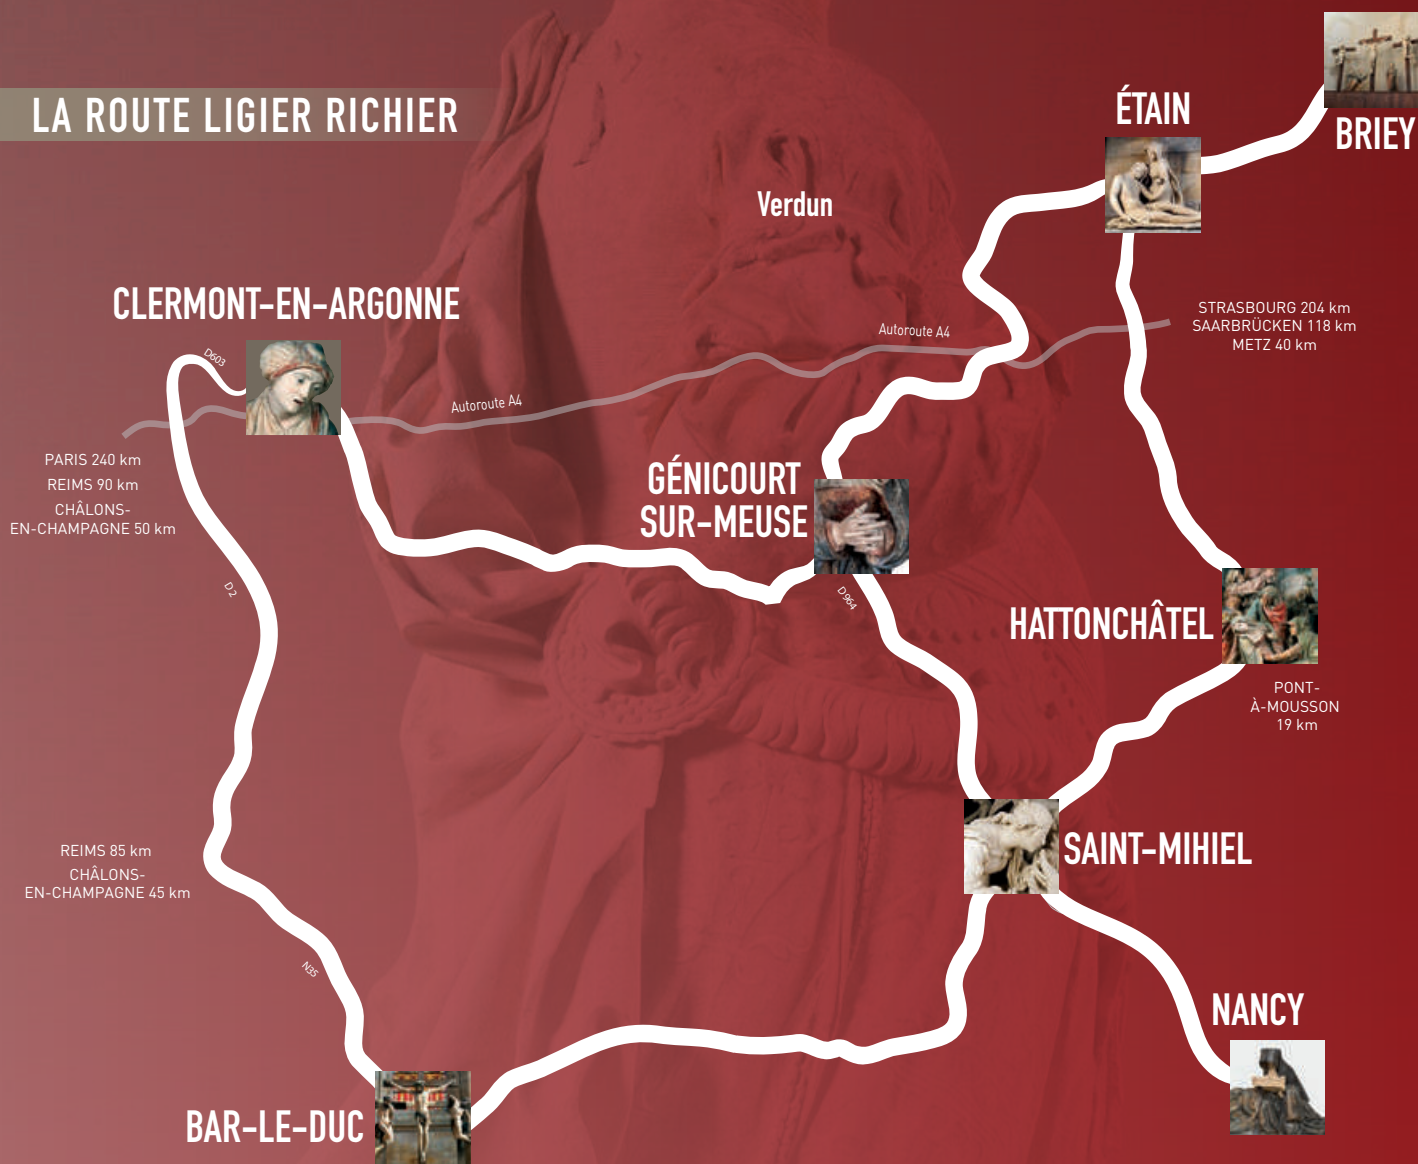 LA ROUTE LIGIER RICHIER
ÉTAIN
BRIEY
Verdun
CLERMONT-EN-ARGONNE
STRASBOURG 204 km
SAARBRÜCKEN 118 km
METZ 40 km
Autoroute A4
D603
Autoroute A4
PARIS 240 km
REIMS 90 km
CHÂLONS-
EN-CHAMPAGNE 50 km
GÉNICOURT
SUR-MEUSE
D2
D964
HATTONCHÂTEL
PONT-
À-MOUSSON
19 km
REIMS 85 km
CHÂLONS-
EN-CHAMPAGNE 45 km
SAINT-MIHIEL
N35
NANCY
BAR-LE-DUC